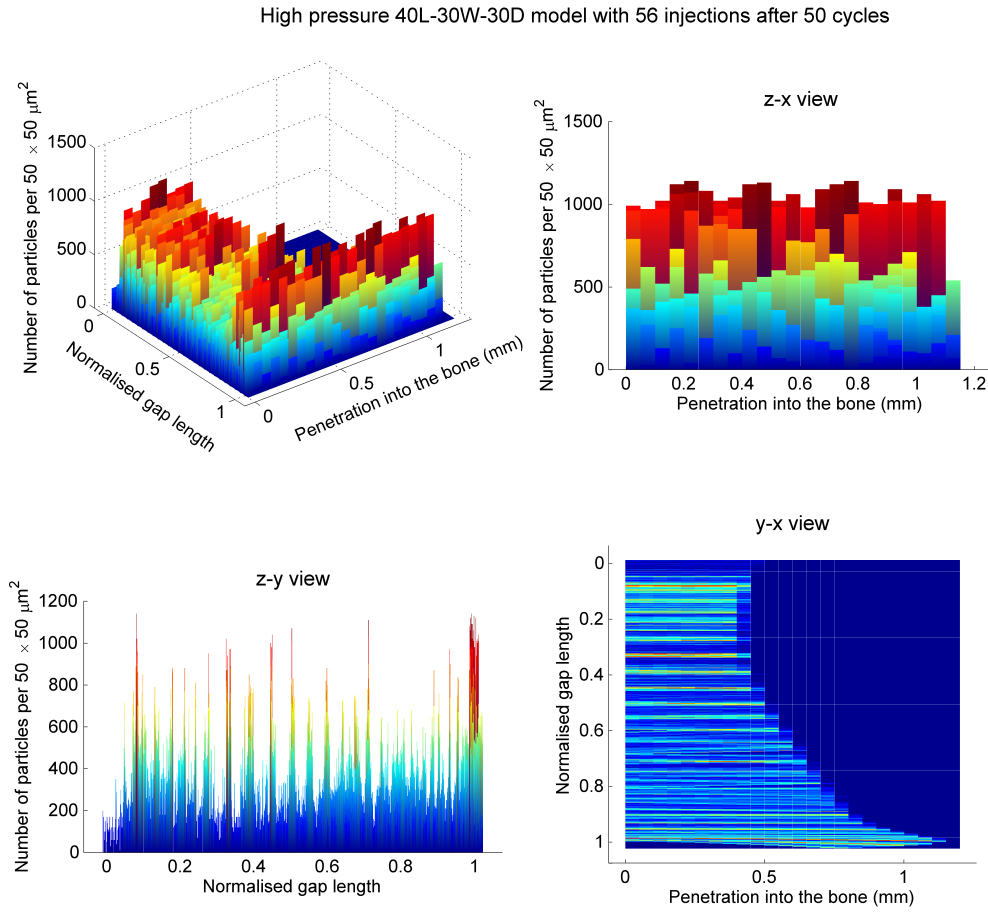 High pressure 40L-30W-30D model with 56 injections after 50 cycles
Number of particles per 50 × 50 μm²
1500
1000
500
0
0
0.5
1
Normalised gap length
0
0.5
1
Penetration into the bone (mm)
z-x view
Number of particles per 50 × 50 μm²
1500
1000
500
0
0 0.2 0.4 0.6 0.8 1 1.2
Penetration into the bone (mm)
z-y view
Number of particles per 50 × 50 μm²
1200
1000
800
600
400
200
0
0 0.2 0.4 0.6 0.8 1
Normalised gap length
y-x view
Normalised gap length
0
0.2
0.4
0.6
0.8
1
0 0.5 1
Penetration into the bone (mm)